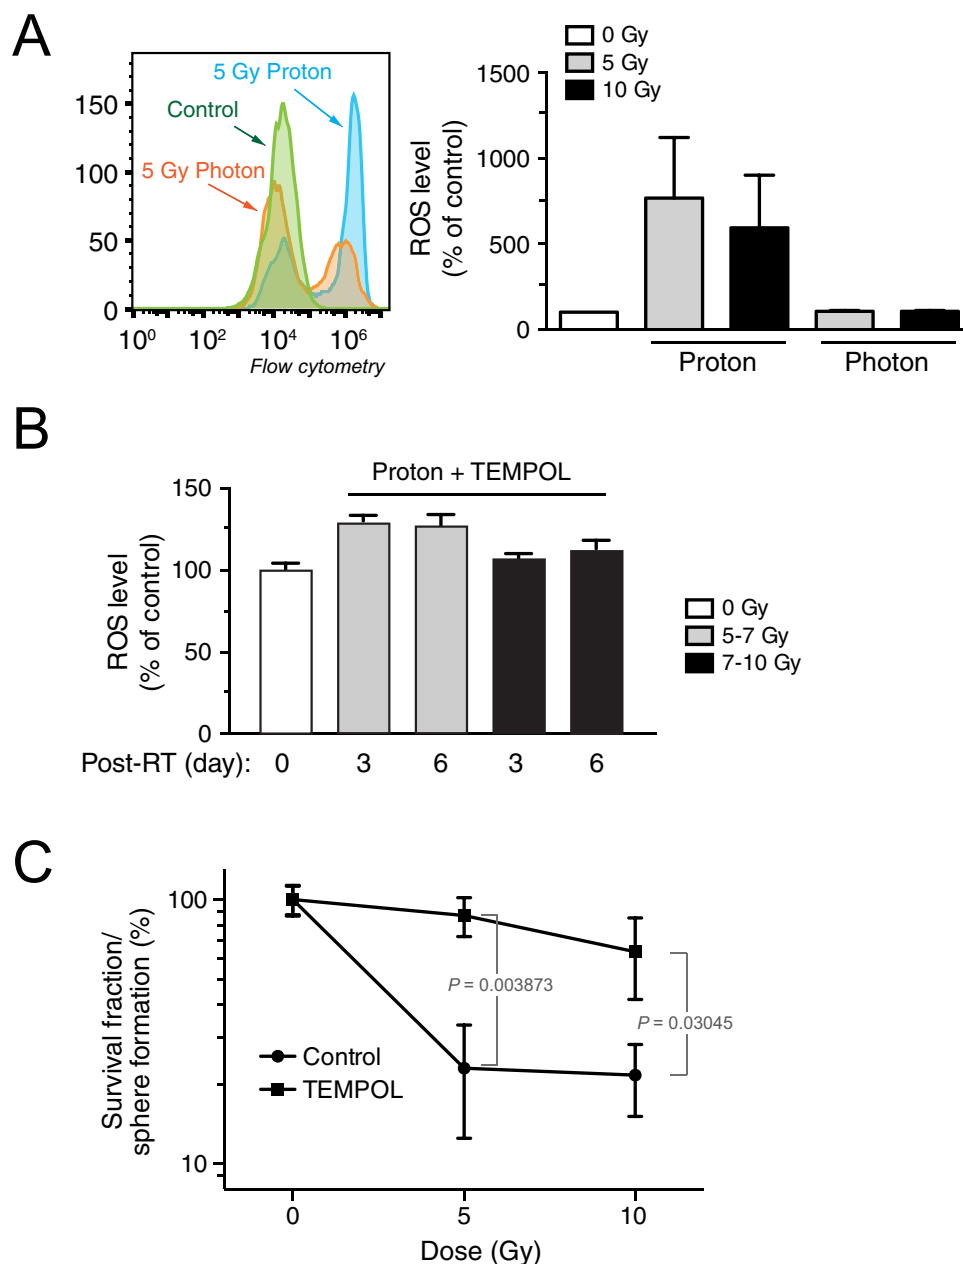 A
5 Gy Proton
Control
5 Gy Photon
150
100
50
0
10⁰ 10² 10⁴ 10⁶
Flow cytometry
0 Gy
5 Gy
10 Gy
ROS level
(% of control)
1500
1000
500
0
Proton Photon
B
Proton + TEMPOL
ROS level
(% of control)
150
100
50
0
Post-RT (day): 0 3 6 3 6
0 Gy
5-7 Gy
7-10 Gy
C
Survival fraction/
sphere formation (%)
100
10
P = 0.003873
P = 0.03045
Control
TEMPOL
0 5 10
Dose (Gy)